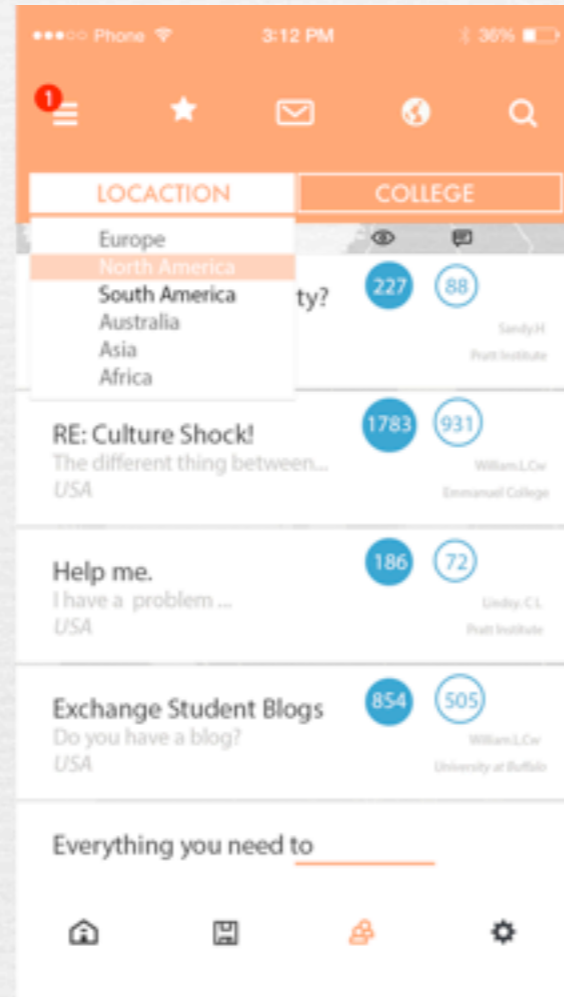 Phone 3:12 PM 36%
1
LOCACTION COLLEGE
Europe
North America
South America
Australia
Asia
Africa
ty? 227 88
Sandy.H
Pratt Institute
RE: Culture Shock! 1783 931
The different thing between... William.L.Cw
USA Emmanuel College
Help me. 186 72
I have a problem ... Lindsy. C L
USA Pratt Institute
Exchange Student Blogs 854 505
Do you have a blog? William.L.Cw
USA University at Buffalo
Everything you need to